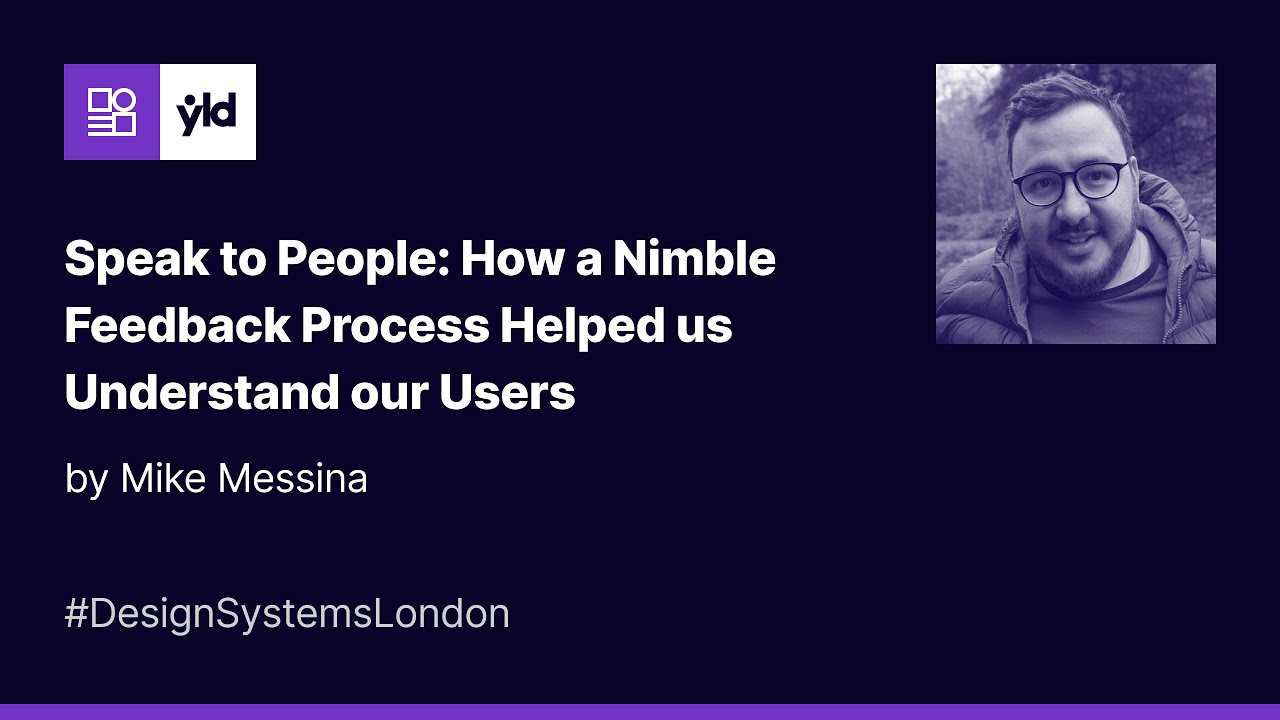 yld
Speak to People: How a Nimble
Feedback Process Helped us
Understand our Users
by Mike Messina
#DesignSystemsLondon